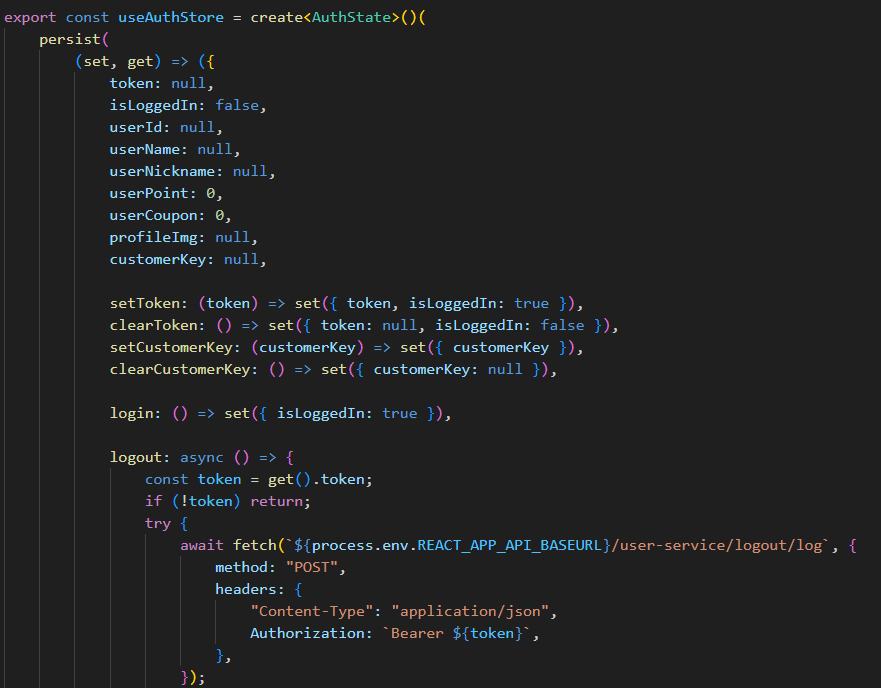 export const useAuthStore = create<AuthState>()(
persist(
(set, get) => ({
token: null,
isLoggedIn: false,
userId: null,
userName: null,
userNickname: null,
userPoint: 0,
userCoupon: 0,
profileImg: null,
customerKey: null,
setToken: (token) => set({ token, isLoggedIn: true }),
clearToken: () => set({ token: null, isLoggedIn: false }),
setCustomerKey: (customerKey) => set({ customerKey }),
clearCustomerKey: () => set({ customerKey: null }),
login: () => set({ isLoggedIn: true }),
logout: async () => {
const token = get().token;
if (!token) return;
try {
await fetch(`${process.env.REACT_APP_API_BASEURL}/user-service/logout/log`, {
method: "POST",
headers: {
"Content-Type": "application/json",
Authorization: `Bearer ${token}`,
},
});